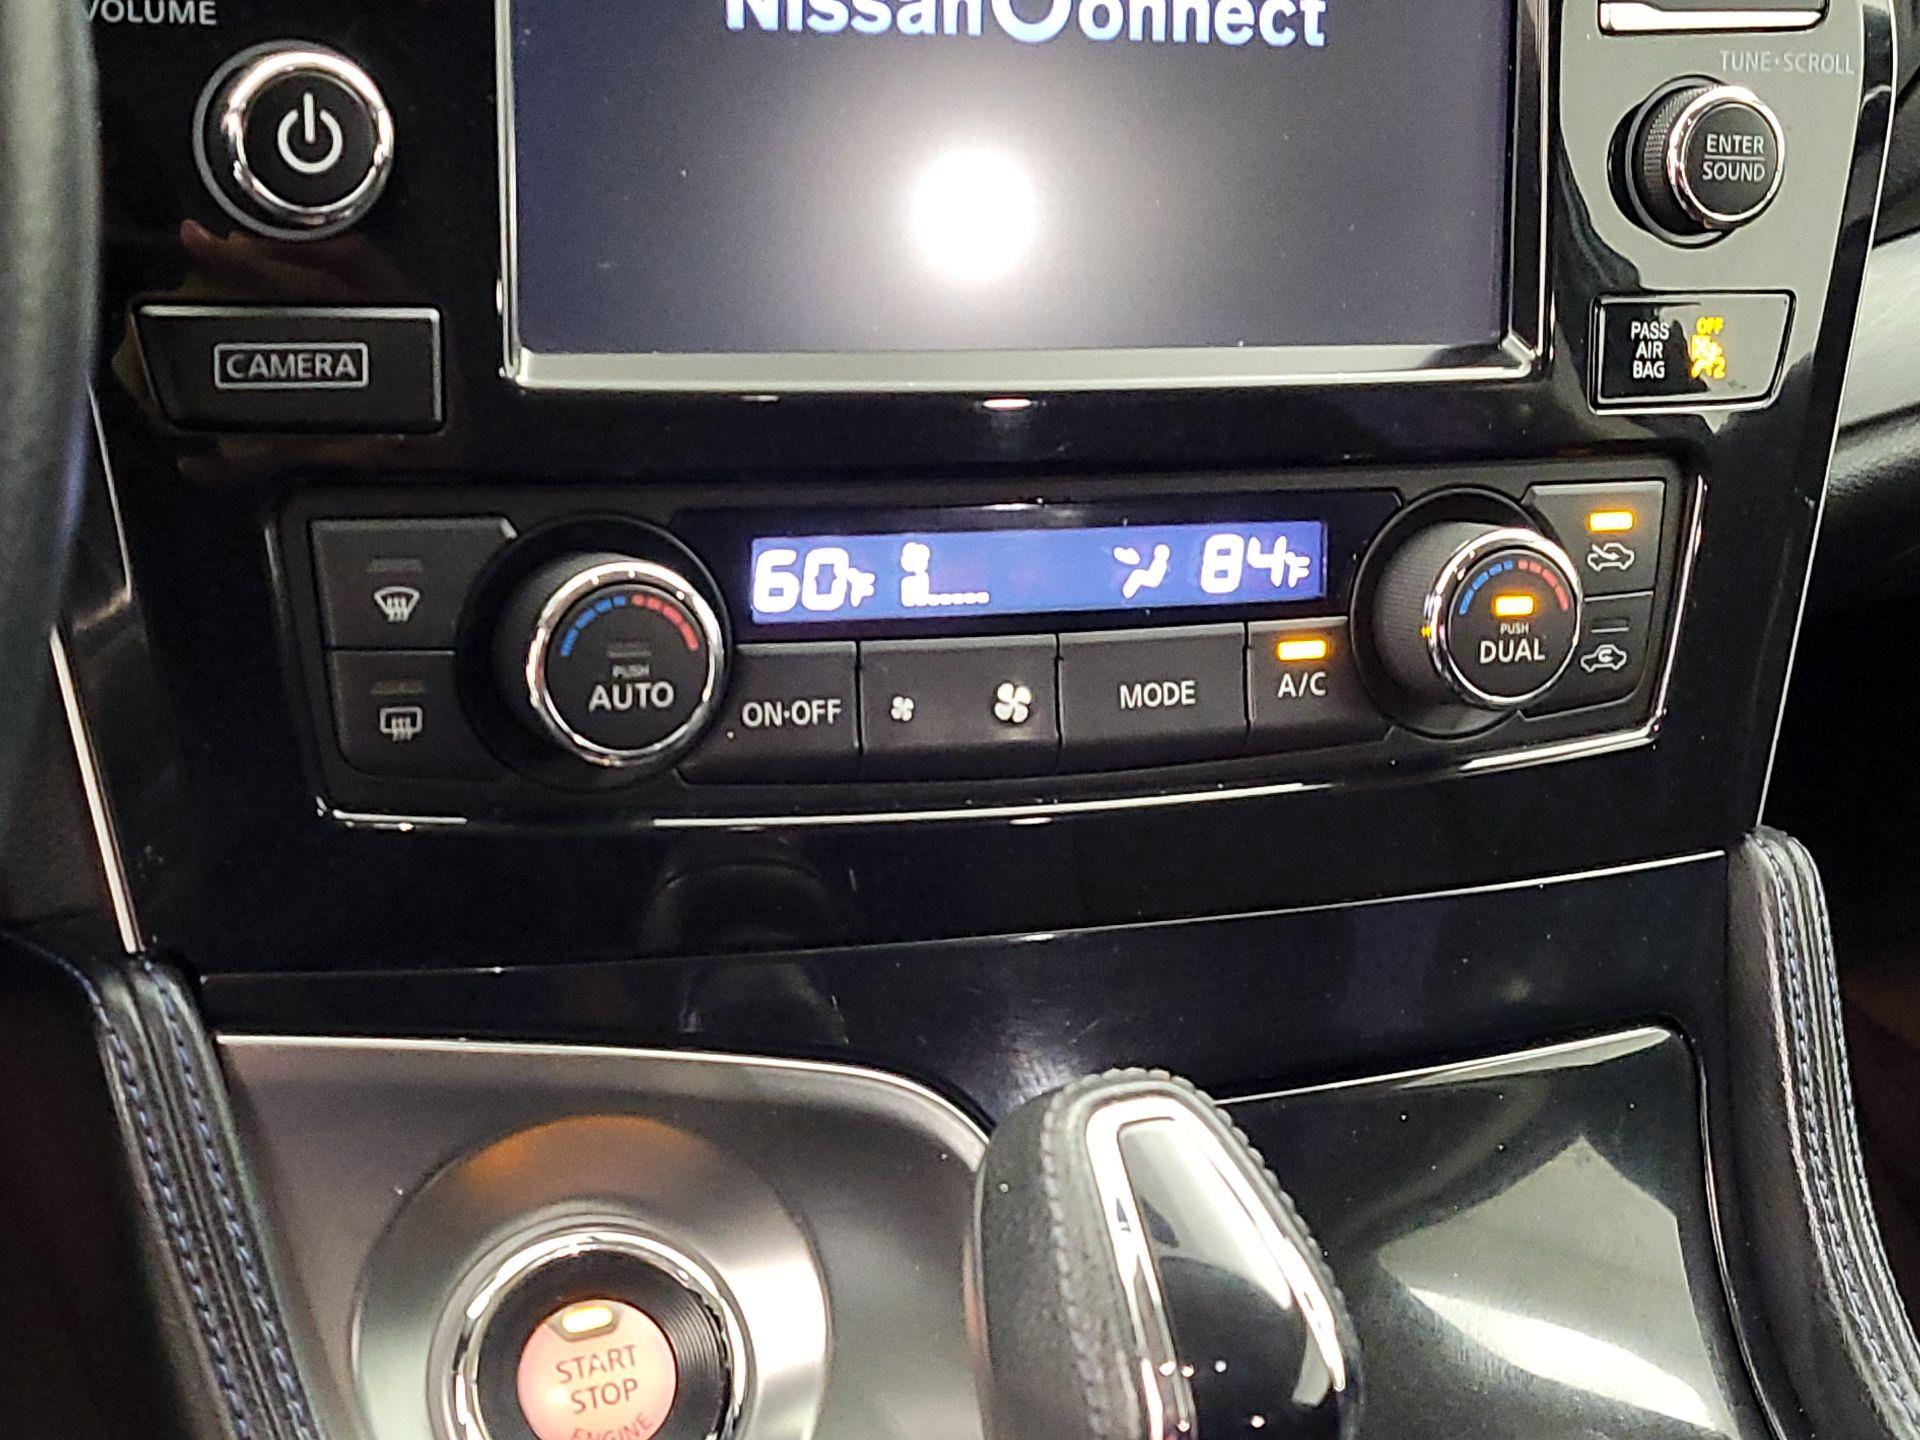 VOLUME
NissanConnect
TUNE•SCROLL
ENTER
SOUND
CAMERA
PASS
AIR
BAG
OFF
60°F
84°F
PUSH
AUTO
ON•OFF
MODE
A/C
PUSH
DUAL
START
STOP
ENGINE